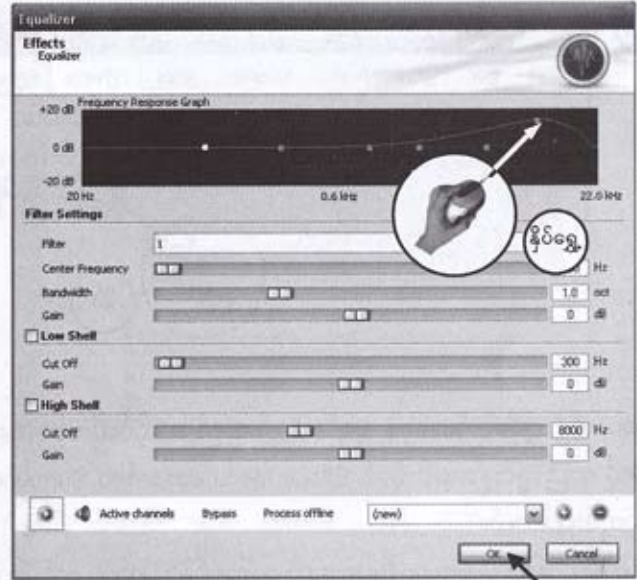 Equalizer
Effects
Equalizer
Frequency Response Graph
+20 dB
0 dB
-20 dB
20 Hz 0.6 kHz 22.0 kHz
Filter Settings
Filter 1
နှိပ်ရွှေ့
Center Frequency Hz
Bandwidth 1.0 oct
Gain 0 dB
Low Shelf
Cut Off 300 Hz
Gain 0 dB
High Shelf
Cut Off 8000 Hz
Gain 0 dB
Active channels Bypass Process offline (new)
OK Cancel